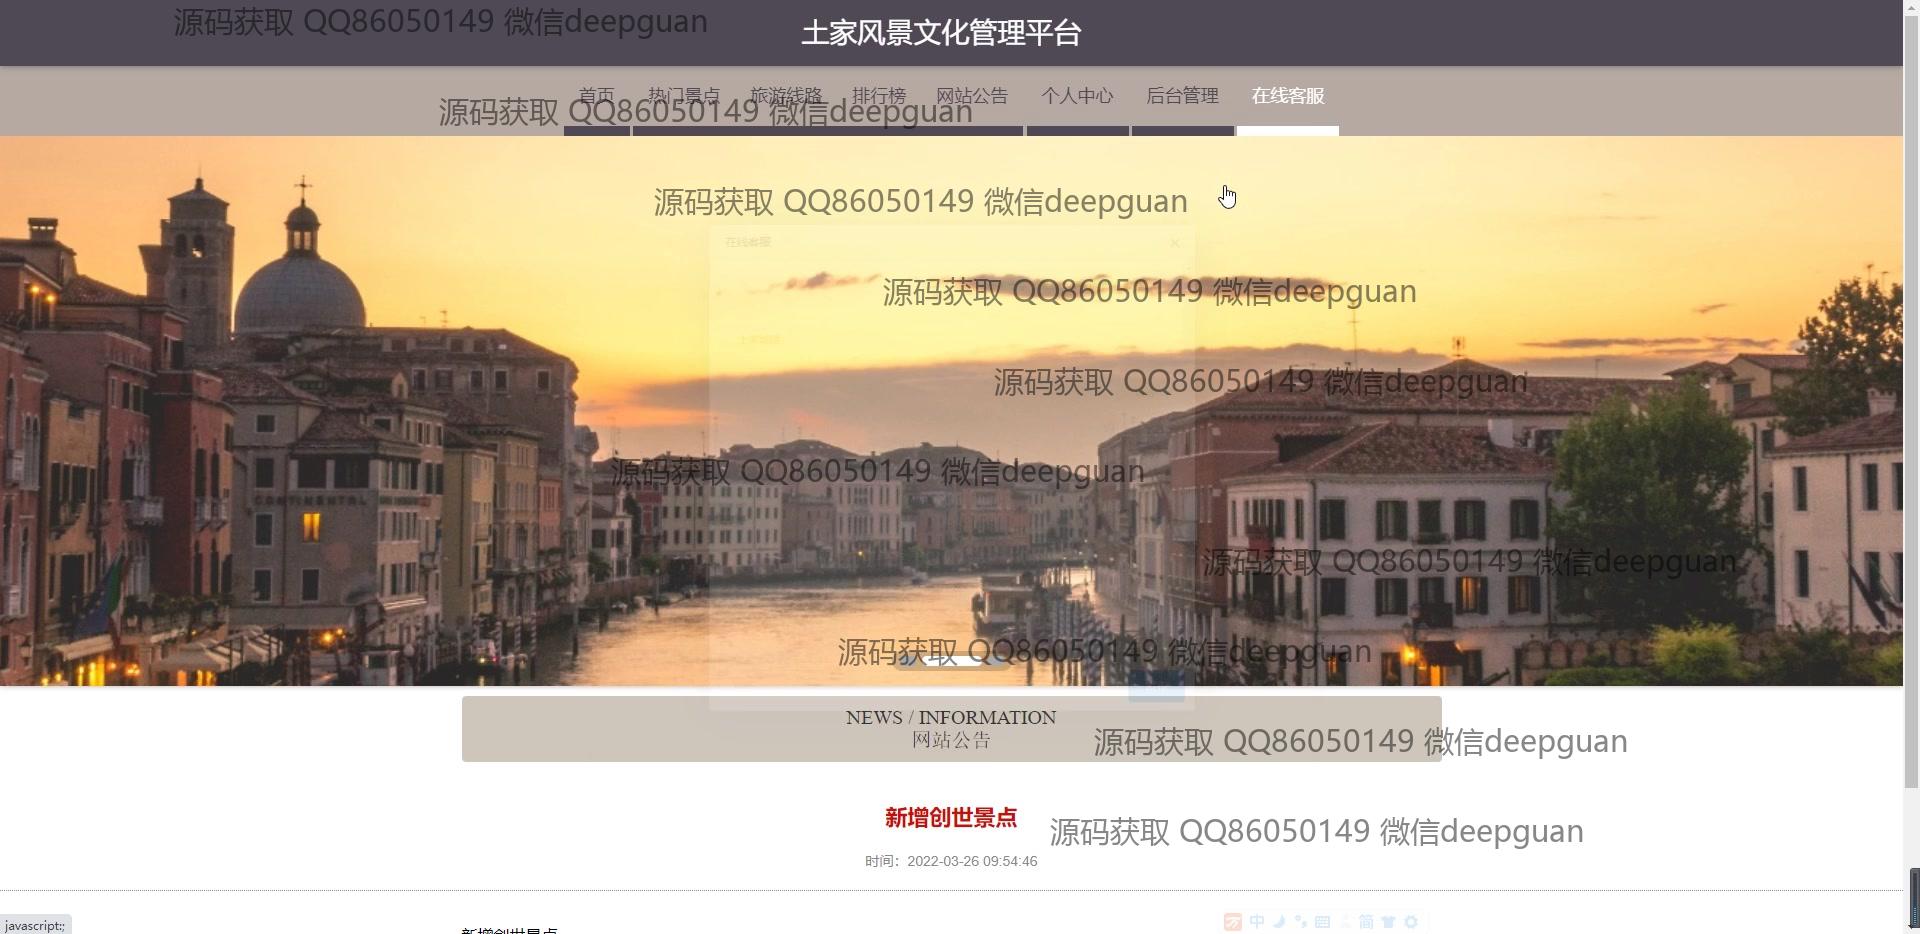 源码获取 QQ86050149 微信deepguan
土家风景文化管理平台
首页 热门景点 旅游线路 排行榜 网站公告 个人中心 后台管理 在线客服
源码获取 QQ86050149 微信deepguan
源码获取 QQ86050149 微信deepguan
在线客服
源码获取 QQ86050149 微信deepguan
源码获取 QQ86050149 微信deepguan
源码获取 QQ86050149 微信deepguan
CONTINENTAL
源码获取 QQ86050149 微信deepguan
源码获取 QQ86050149 微信deepguan
NEWS / INFORMATION
网站公告
源码获取 QQ86050149 微信deepguan
新增创世景点
源码获取 QQ86050149 微信deepguan
时间：2022-03-26 09:54:46
新增创世景点
中 简
javascript:;